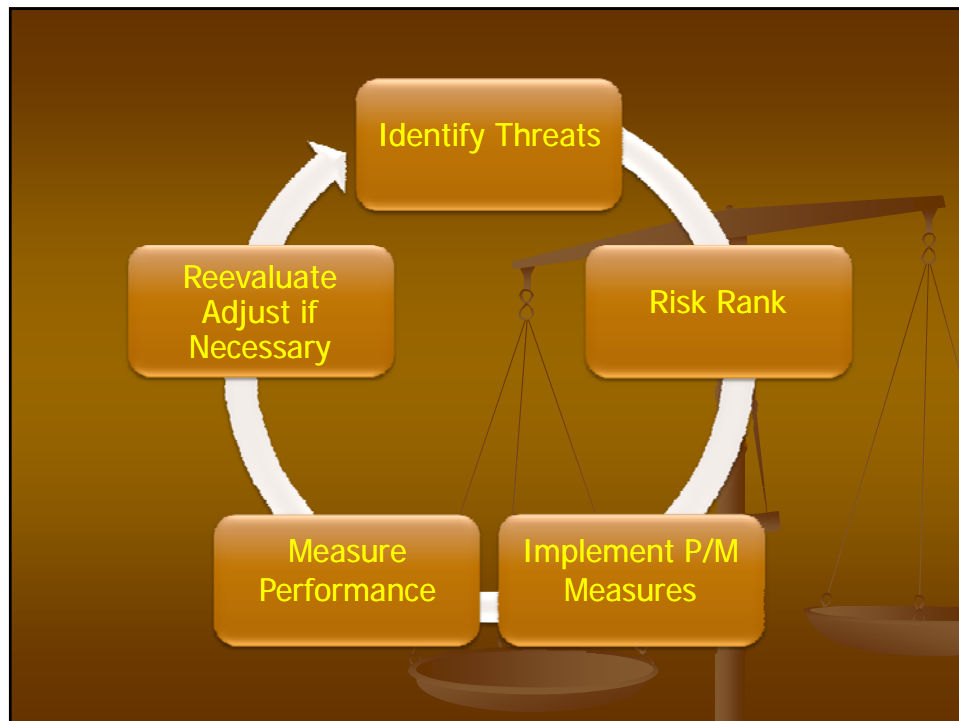 Identify Threats
Risk Rank
Implement P/M
Measures
Measure
Performance
Reevaluate
Adjust if
Necessary